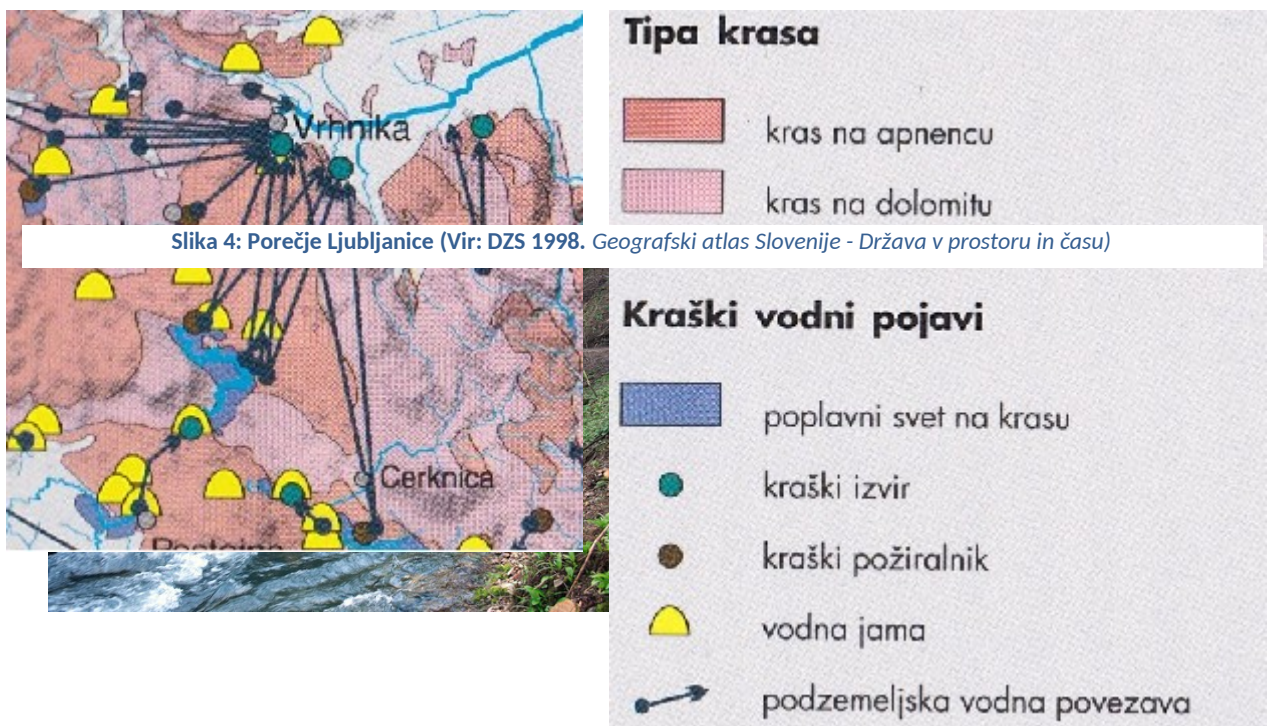 Vrhnika
Cerknica
Tipa krasa
kras na apnencu
kras na dolomitu
Slika 4: Porečje Ljubljanice (Vir: DZS 1998. Geografski atlas Slovenije - Država v prostoru in času)
Kraški vodni pojavi
poplavni svet na krasu
kraški izvir
kraški požiralnik
vodna jama
podzemeljska vodna povezava